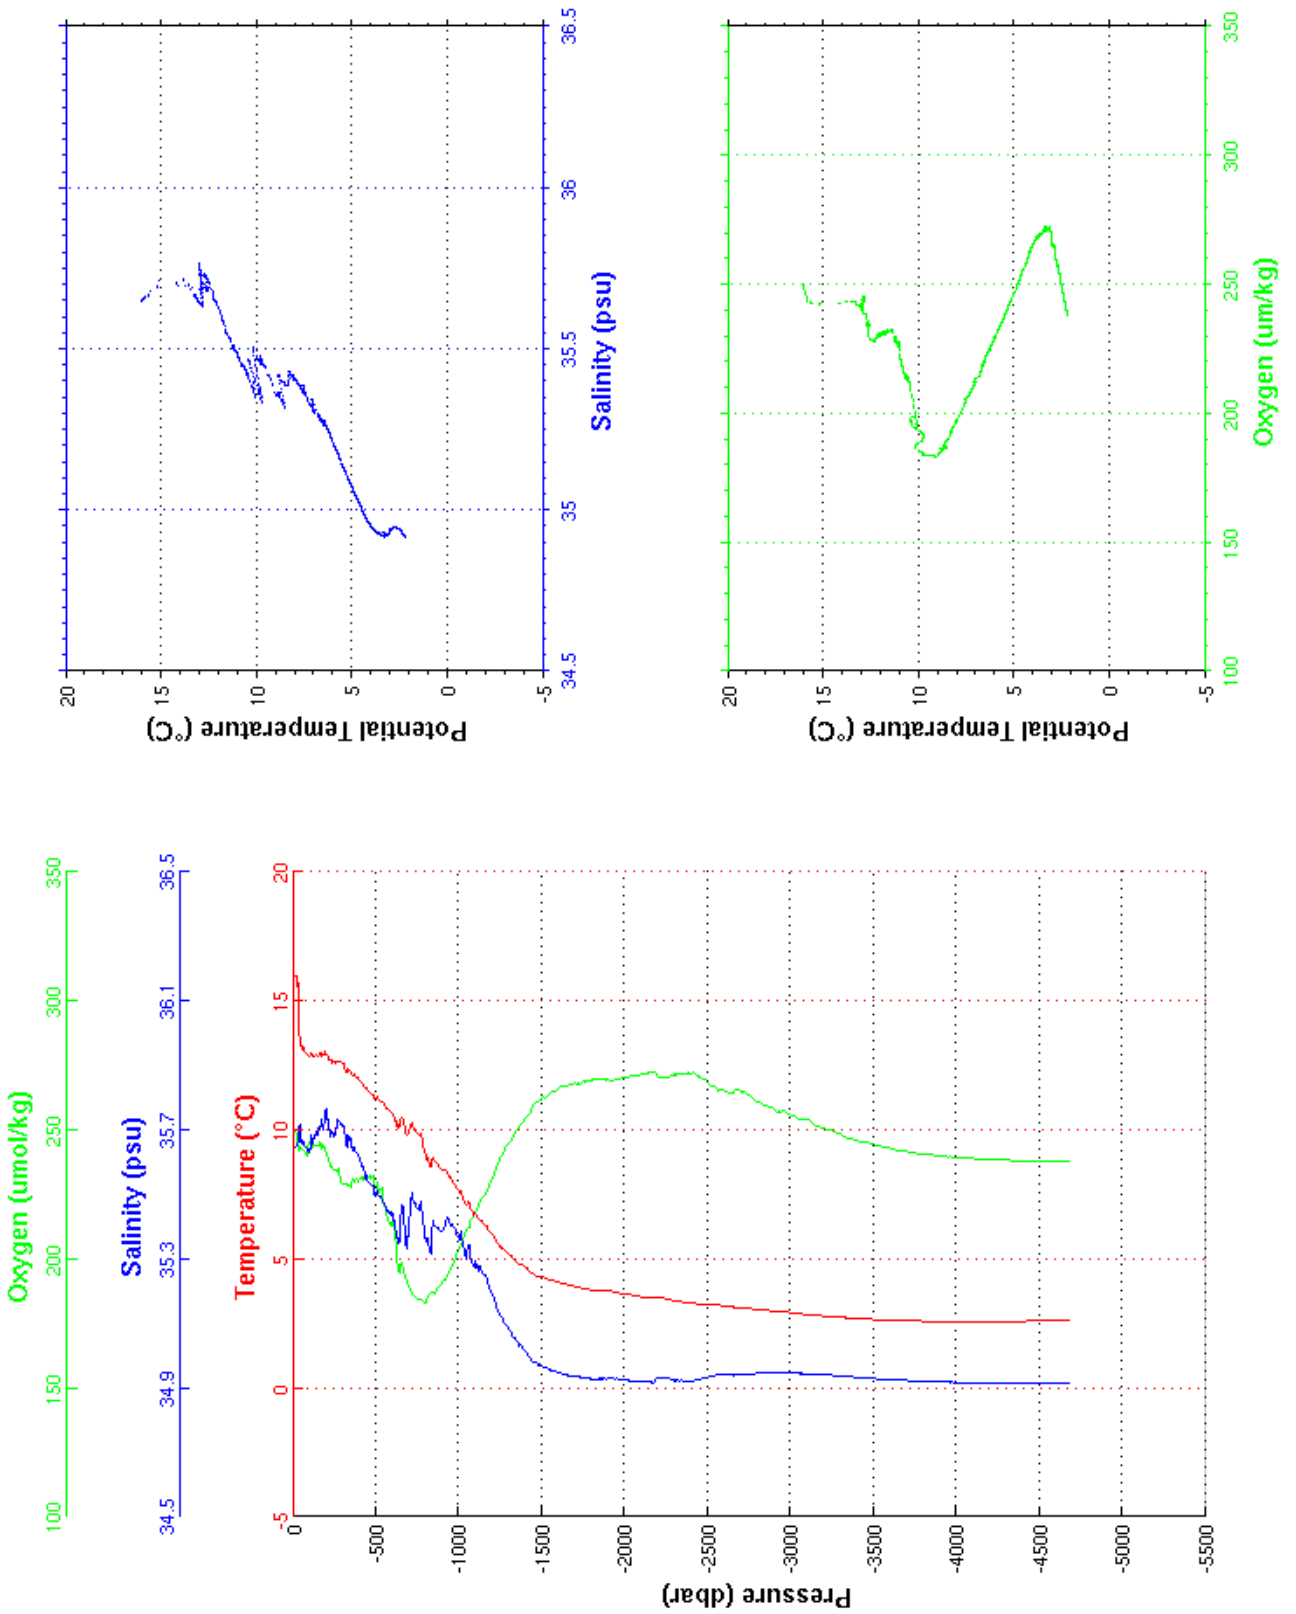 Oxygen (umol/kg)
100 150 200 250 300 350
Salinity (psu)
34.5 34.9 35.3 35.7 36.1 36.5
Temperature (°C)
-5 0 5 10 15 20
0
-500
-1000
-1500
-2000
-2500
-3000
-3500
-4000
-4500
-5000
-5500
Pressure (dbar)
20
15
10
5
0
-5
Potential Temperature (°C)
34.5 35 35.5 36 36.5
Salinity (psu)
20
15
10
5
0
-5
Potential Temperature (°C)
100 150 200 250 300 350
Oxygen (um/kg)